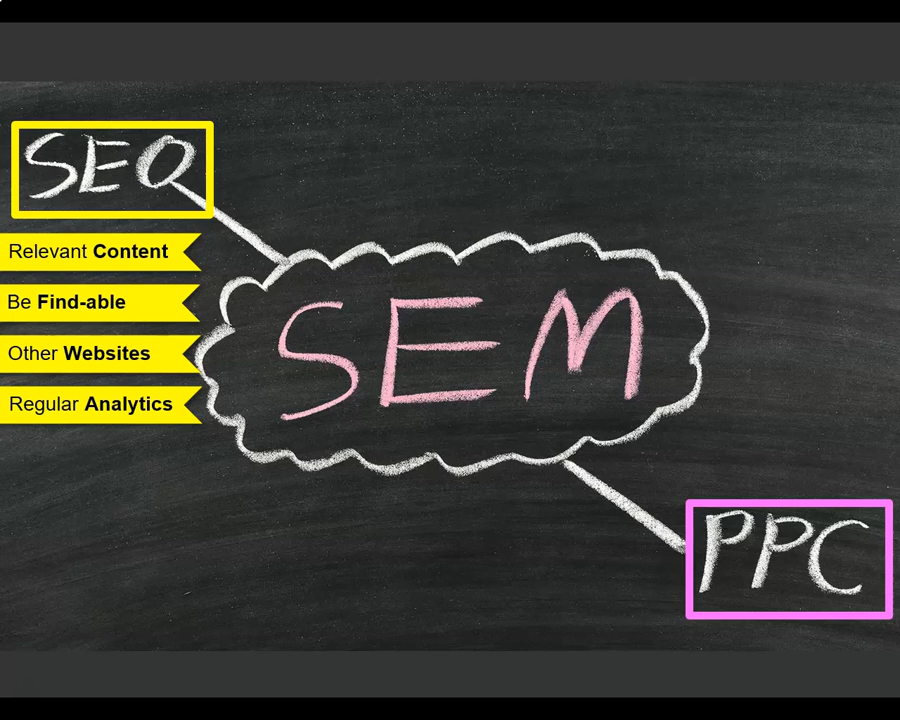 SEO
Relevant Content
Be Find-able
Other Websites
Regular Analytics
SEM
PPC